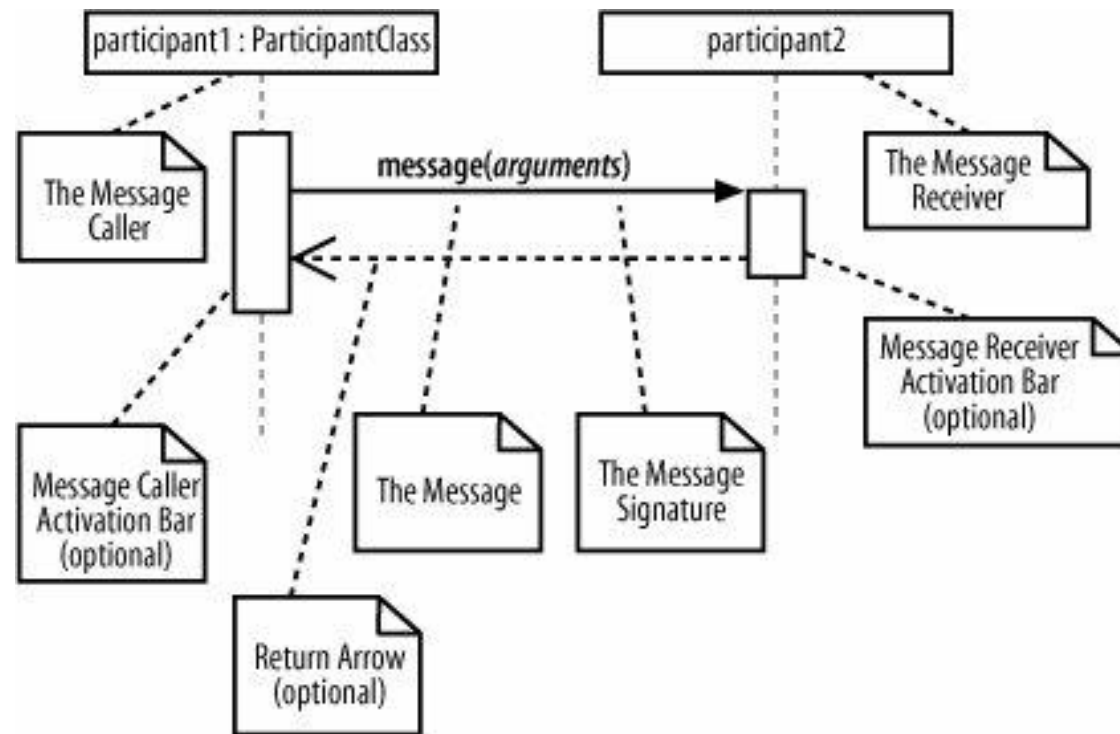 participant1 : ParticipantClass
participant2
The Message
Caller
message(arguments)
The Message
Receiver
Message Receiver
Activation Bar
(optional)
Message Caller
Activation Bar
(optional)
The Message
The Message
Signature
Return Arrow
(optional)